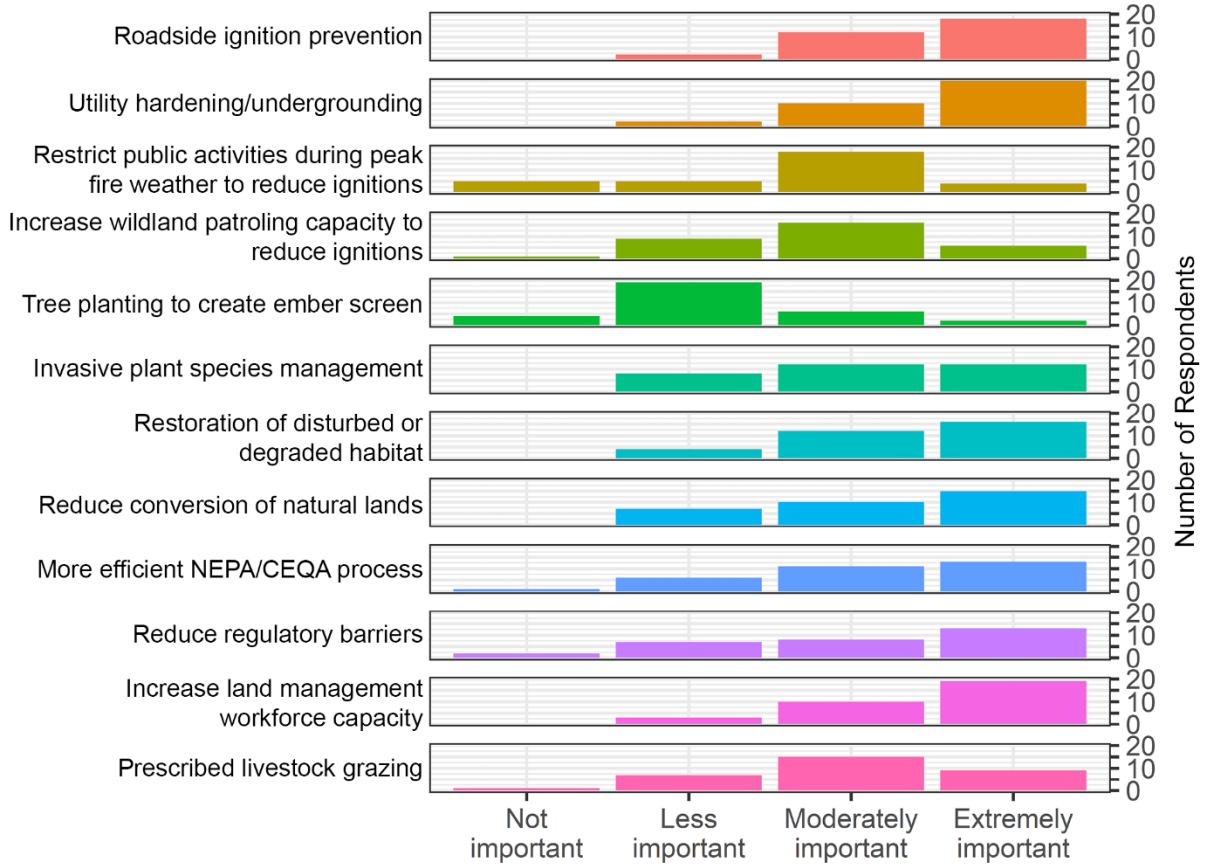 Roadside ignition prevention
20
10
0
Utility hardening/undergrounding
20
10
0
Restrict public activities during peak
fire weather to reduce ignitions
20
10
0
Increase wildland patroling capacity to
reduce ignitions
20
10
0
Tree planting to create ember screen
20
10
0
Invasive plant species management
20
10
0
Restoration of disturbed or
degraded habitat
20
10
0
Reduce conversion of natural lands
20
10
0
More efficient NEPA/CEQA process
20
10
0
Reduce regulatory barriers
20
10
0
Increase land management
workforce capacity
20
10
0
Prescribed livestock grazing
20
10
0
Number of Respondents
Not
important
Less
important
Moderately
important
Extremely
important